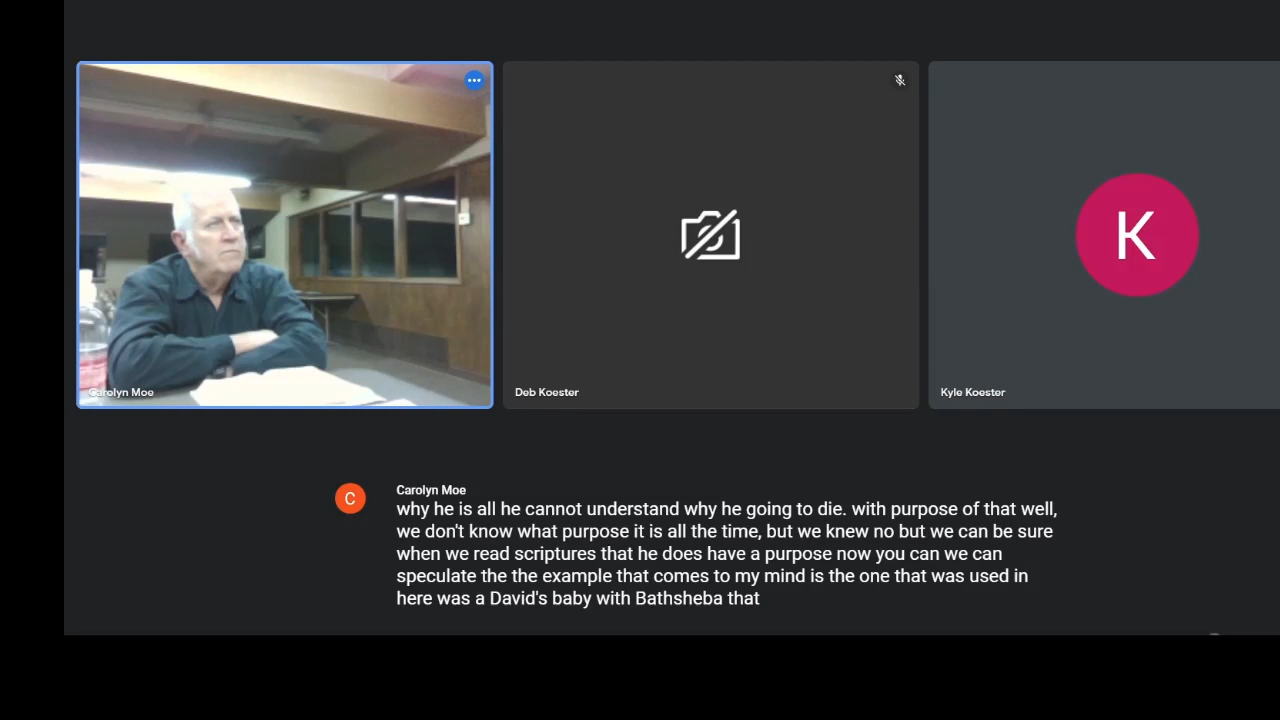 K
Carolyn Moe
Deb Koester
Kyle Koester
C
Carolyn Moe
why he is all he cannot understand why he going to die. with purpose of that well,
we don't know what purpose it is all the time, but we knew no but we can be sure
when we read scriptures that he does have a purpose now you can we can
speculate the the example that comes to my mind is the one that was used in
here was a David's baby with Bathsheba that